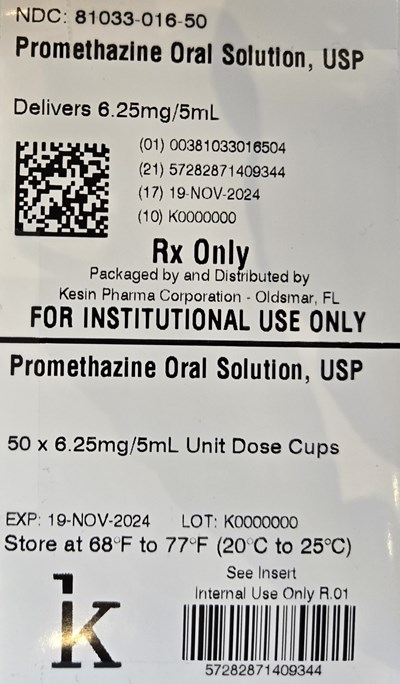 NDC: 81033-016-50
Promethazine Oral Solution, USP
Delivers 6.25mg/5mL
(01) 00381033016504
(21) 57282871409344
(17) 19-NOV-2024
(10) K0000000
Rx Only
Packaged by and Distributed by
Kesin Pharma Corporation - Oldsmar, FL
FOR INSTITUTIONAL USE ONLY
Promethazine Oral Solution, USP
50 x 6.25mg/5mL Unit Dose Cups
EXP: 19-NOV-2024 LOT: K0000000
Store at 68°F to 77°F (20°C to 25°C)
See Insert
Internal Use Only R.01
k
57282871409344